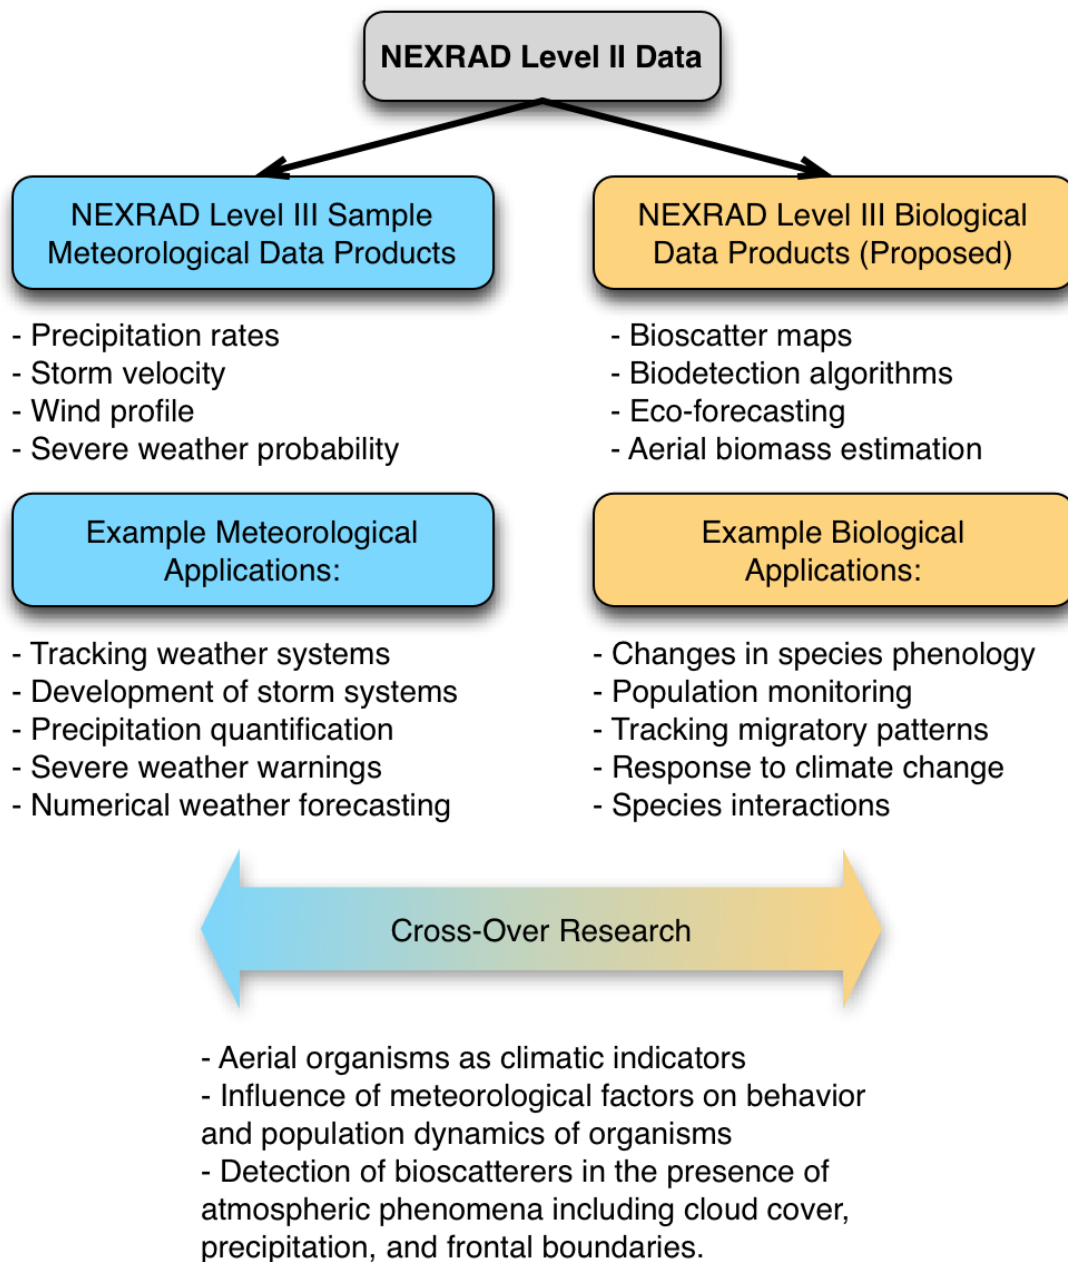 NEXRAD Level II Data
NEXRAD Level III Sample
Meteorological Data Products
- Precipitation rates
- Storm velocity
- Wind profile
- Severe weather probability
Example Meteorological
Applications:
- Tracking weather systems
- Development of storm systems
- Precipitation quantification
- Severe weather warnings
- Numerical weather forecasting
NEXRAD Level III Biological
Data Products (Proposed)
- Bioscatter maps
- Biodetection algorithms
- Eco-forecasting
- Aerial biomass estimation
Example Biological
Applications:
- Changes in species phenology
- Population monitoring
- Tracking migratory patterns
- Response to climate change
- Species interactions
Cross-Over Research
- Aerial organisms as climatic indicators
- Influence of meteorological factors on behavior
and population dynamics of organisms
- Detection of bioscatterers in the presence of
atmospheric phenomena including cloud cover,
precipitation, and frontal boundaries.